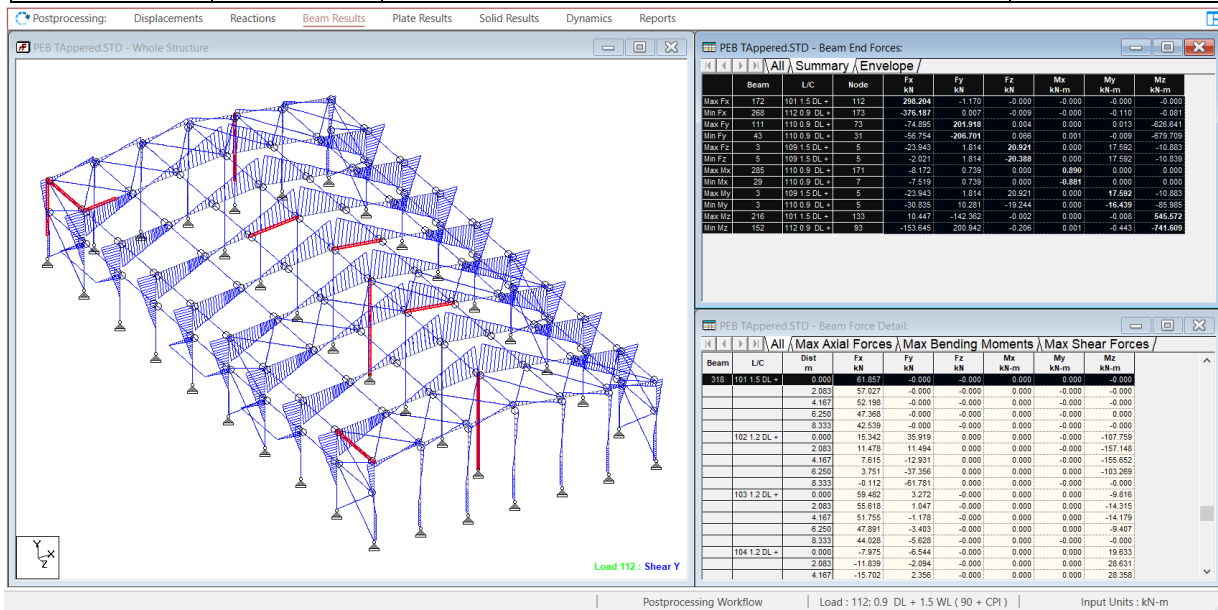 Postprocessing: Displacements Reactions Beam Results Plate Results Solid Results Dynamics Reports
PEB TAppered.STD - Whole Structure
Load 112 : Shear Y
Y
X
Z
PEB TAppered.STD - Beam End Forces:
All Summary Envelope
Beam L/C Node Fx kN Fy kN Fz kN Mx kN-m My kN-m Mz kN-m
Max Fx 172 101 1.5 DL + 112 298.204 -1.170 -0.000 -0.000 -0.000 -0.000
Min Fx 268 112 0.9 DL + 173 -376.187 0.007 -0.009 -0.000 -0.110 -0.081
Max Fy 111 110 0.9 DL + 73 -74.895 201.918 0.004 0.000 0.013 -626.641
Min Fy 43 110 0.9 DL + 31 -56.754 -206.701 0.066 0.001 -0.009 -679.709
Max Fz 3 109 1.5 DL + 5 -23.943 1.814 20.921 0.000 17.592 -10.883
Min Fz 5 109 1.5 DL + 5 -2.021 1.814 -20.388 0.000 17.592 -10.839
Max Mx 285 110 0.9 DL + 171 -8.172 0.739 0.000 0.890 0.000 0.000
Min Mx 29 110 0.9 DL + 7 -7.519 0.739 0.000 -0.881 0.000 0.000
Max My 3 109 1.5 DL + 5 -23.943 1.814 20.921 0.000 17.592 -10.883
Min My 3 110 0.9 DL + 5 -30.835 10.281 -19.244 0.000 -16.439 -85.985
Max Mz 216 101 1.5 DL + 133 10.447 -142.362 -0.002 -0.000 -0.008 545.572
Min Mz 152 112 0.9 DL + 93 -153.645 200.942 -0.206 0.001 -0.443 -741.609
PEB TAppered.STD - Beam Force Detail:
All Max Axial Forces Max Bending Moments Max Shear Forces
Beam L/C Dist m Fx kN Fy kN Fz kN Mx kN-m My kN-m Mz kN-m
318 101 1.5 DL + 0.000 61.857 -0.000 -0.000 0.000 -0.000 -0.000
2.083 57.027 -0.000 -0.000 0.000 -0.000 -0.000
4.167 52.198 -0.000 -0.000 0.000 -0.000 -0.000
6.250 47.368 -0.000 -0.000 0.000 -0.000 0.000
8.333 42.539 -0.000 -0.000 0.000 -0.000 0.000
102 1.2 DL + 0.000 15.342 35.919 0.000 0.000 -0.000 -107.759
2.083 11.478 11.494 0.000 0.000 -0.000 -157.148
4.167 7.615 -12.931 0.000 0.000 -0.000 -155.652
6.250 3.751 -37.356 0.000 0.000 -0.000 -103.269
8.333 -0.112 -61.781 0.000 0.000 -0.000 -0.000
103 1.2 DL + 0.000 59.482 3.272 -0.000 0.000 0.000 -9.816
2.083 55.618 1.047 -0.000 0.000 0.000 -14.315
4.167 51.755 -1.178 -0.000 0.000 0.000 -14.179
6.250 47.891 -3.403 -0.000 0.000 0.000 -9.407
8.333 44.028 -5.628 -0.000 0.000 -0.000 -0.000
104 1.2 DL + 0.000 -7.975 -6.544 -0.000 0.000 0.000 19.633
2.083 -11.839 -2.094 -0.000 0.000 0.000 28.631
4.167 -15.702 2.356 -0.000 0.000 0.000 28.358
Postprocessing Workflow Load : 112: 0.9 DL + 1.5 WL ( 90 + CPI ) Input Units : kN-m